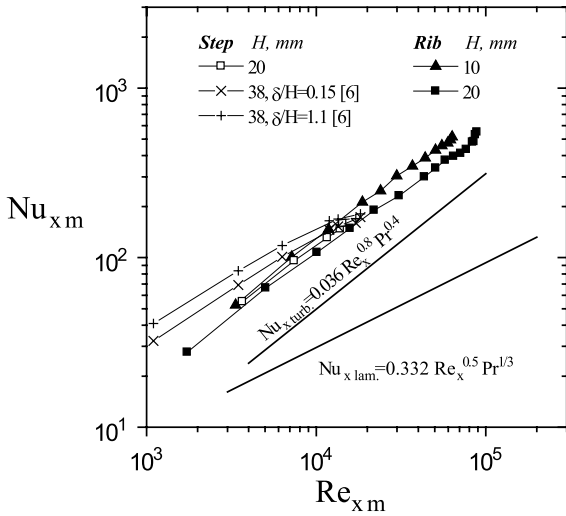 Step H, mm
20
38, δ/H=0.15 [6]
38, δ/H=1.1 [6]
Rib H, mm
10
20
10³
10²
10¹
Nu x m
Nu x turb.=0.036 Re x 0.8 Pr 0.4
Nu x lam.=0.332 Re x 0.5 Pr 1/3
10³ 10⁴ 10⁵
Re x m